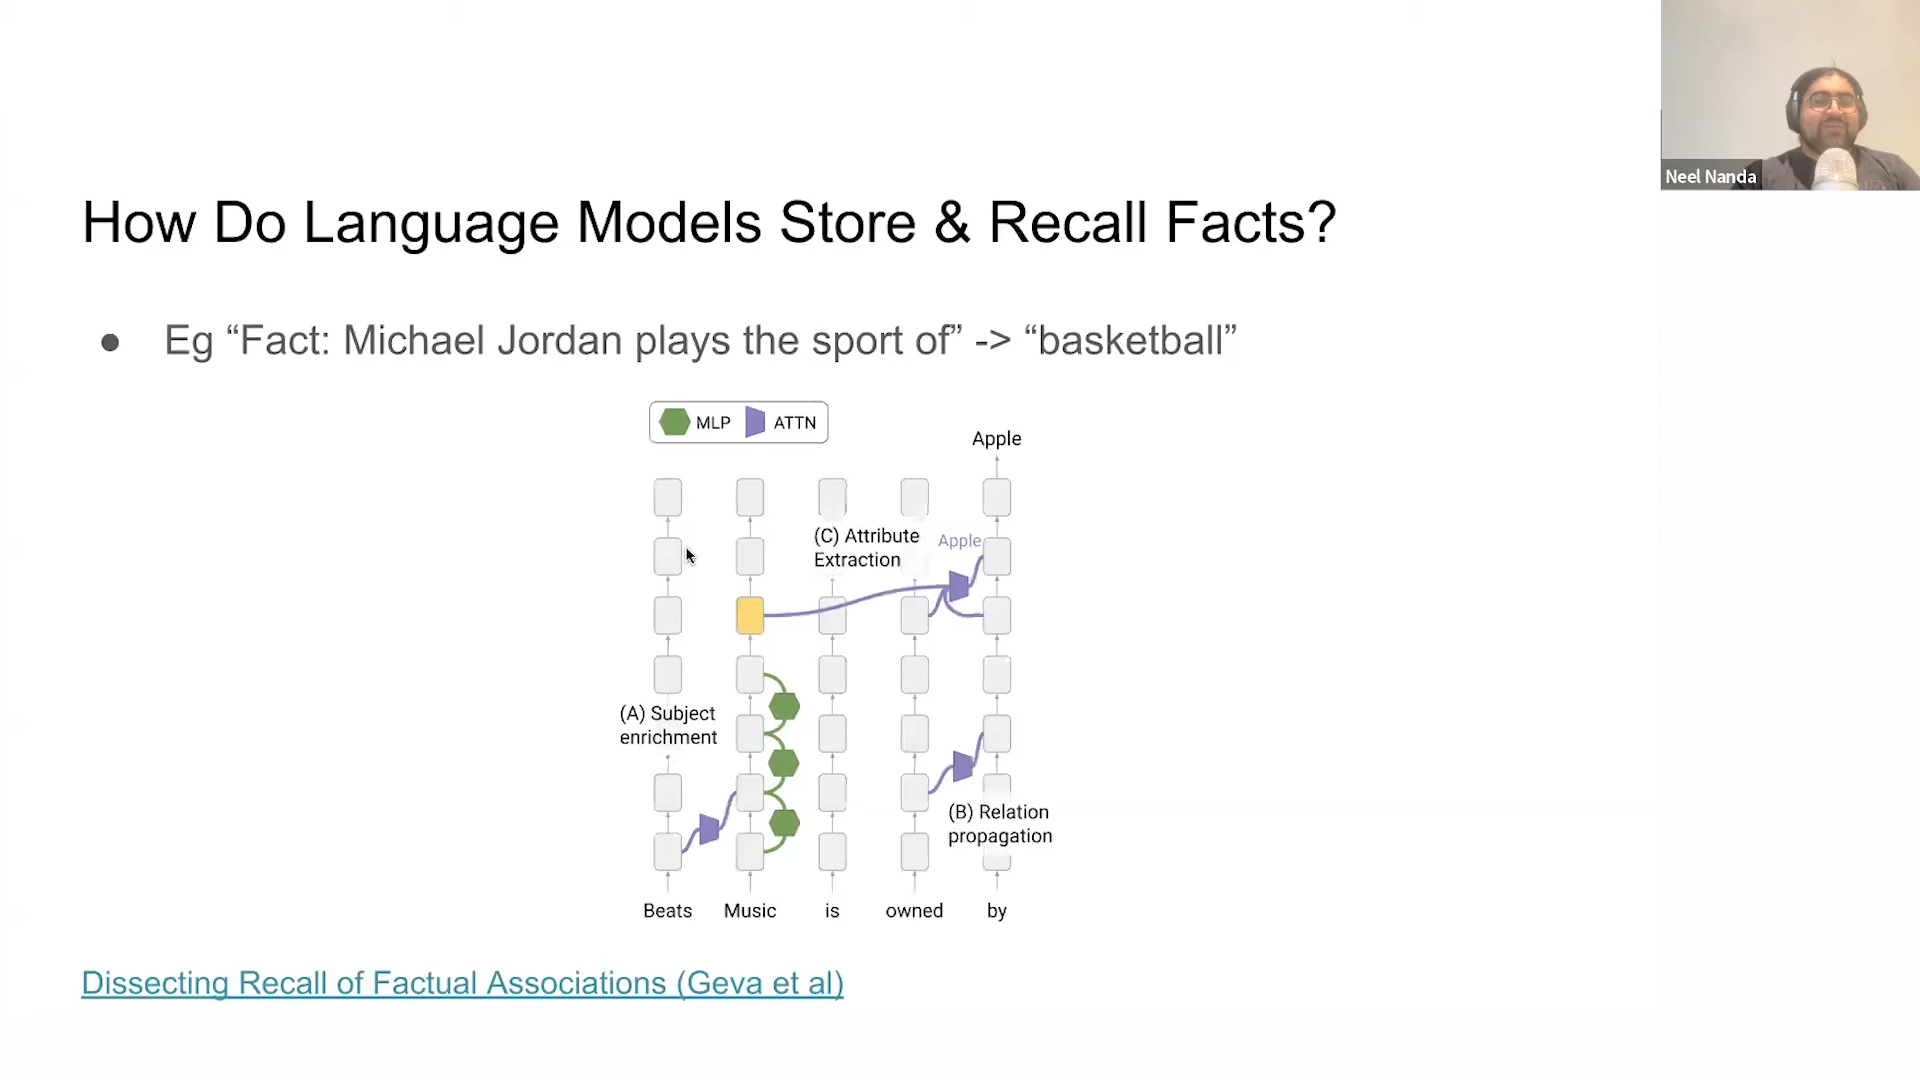 Neel Nanda
How Do Language Models Store & Recall Facts?
● Eg “Fact: Michael Jordan plays the sport of” -> “basketball”
MLP ATTN
Apple
(C) Attribute
Extraction
Apple
(A) Subject
enrichment
(B) Relation
propagation
Beats Music is owned by
Dissecting Recall of Factual Associations (Geva et al)